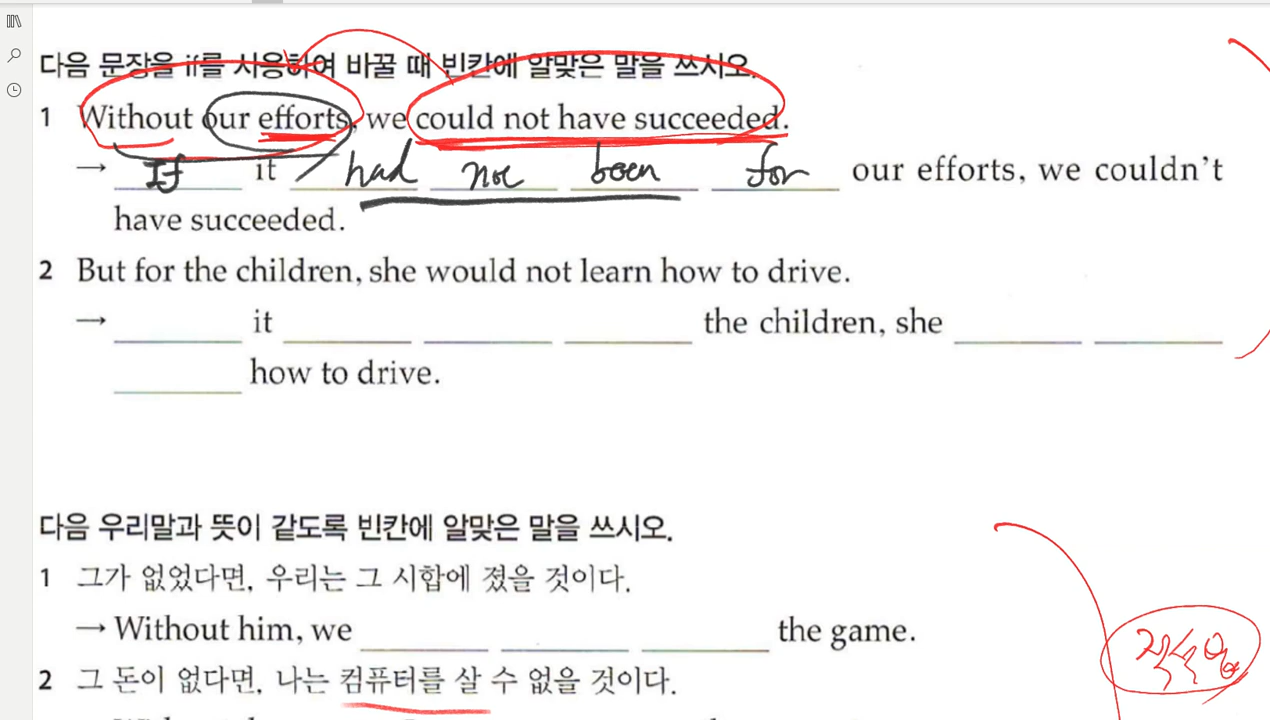 다음 문장을 if를 사용하여 바꿀 때 빈칸에 알맞은 말을 쓰시오.
1 Without our efforts, we could not have succeeded.
→ If it had not been for our efforts, we couldn't
have succeeded.
2 But for the children, she would not learn how to drive.
→ it the children, she
how to drive.
다음 우리말과 뜻이 같도록 빈칸에 알맞은 말을 쓰시오.
1 그가 없었다면, 우리는 그 시합에 졌을 것이다.
→ Without him, we the game.
2 그 돈이 없다면, 나는 컴퓨터를 살 수 없을 것이다.